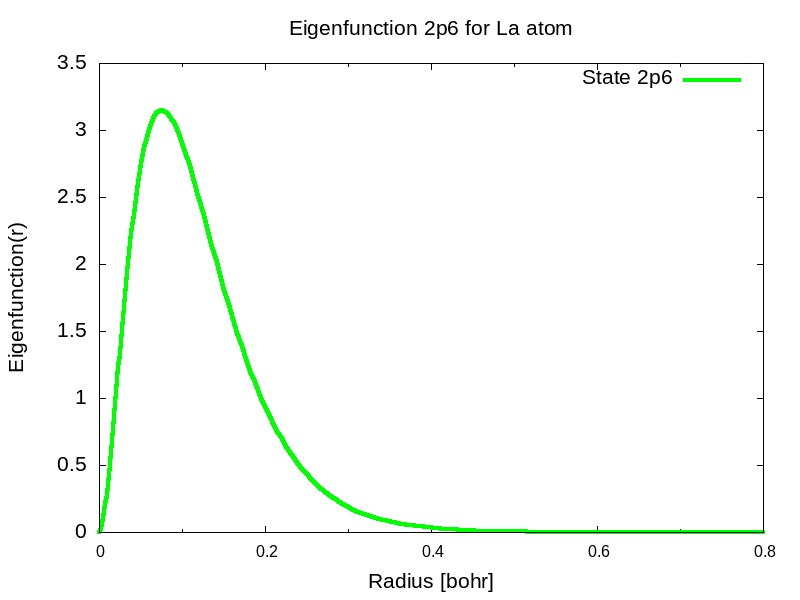 Eigenfunction 2p6 for La atom
State 2p6
3.5
3
2.5
2
1.5
1
0.5
0
Eigenfunction(r)
0 0.2 0.4 0.6 0.8
Radius [bohr]